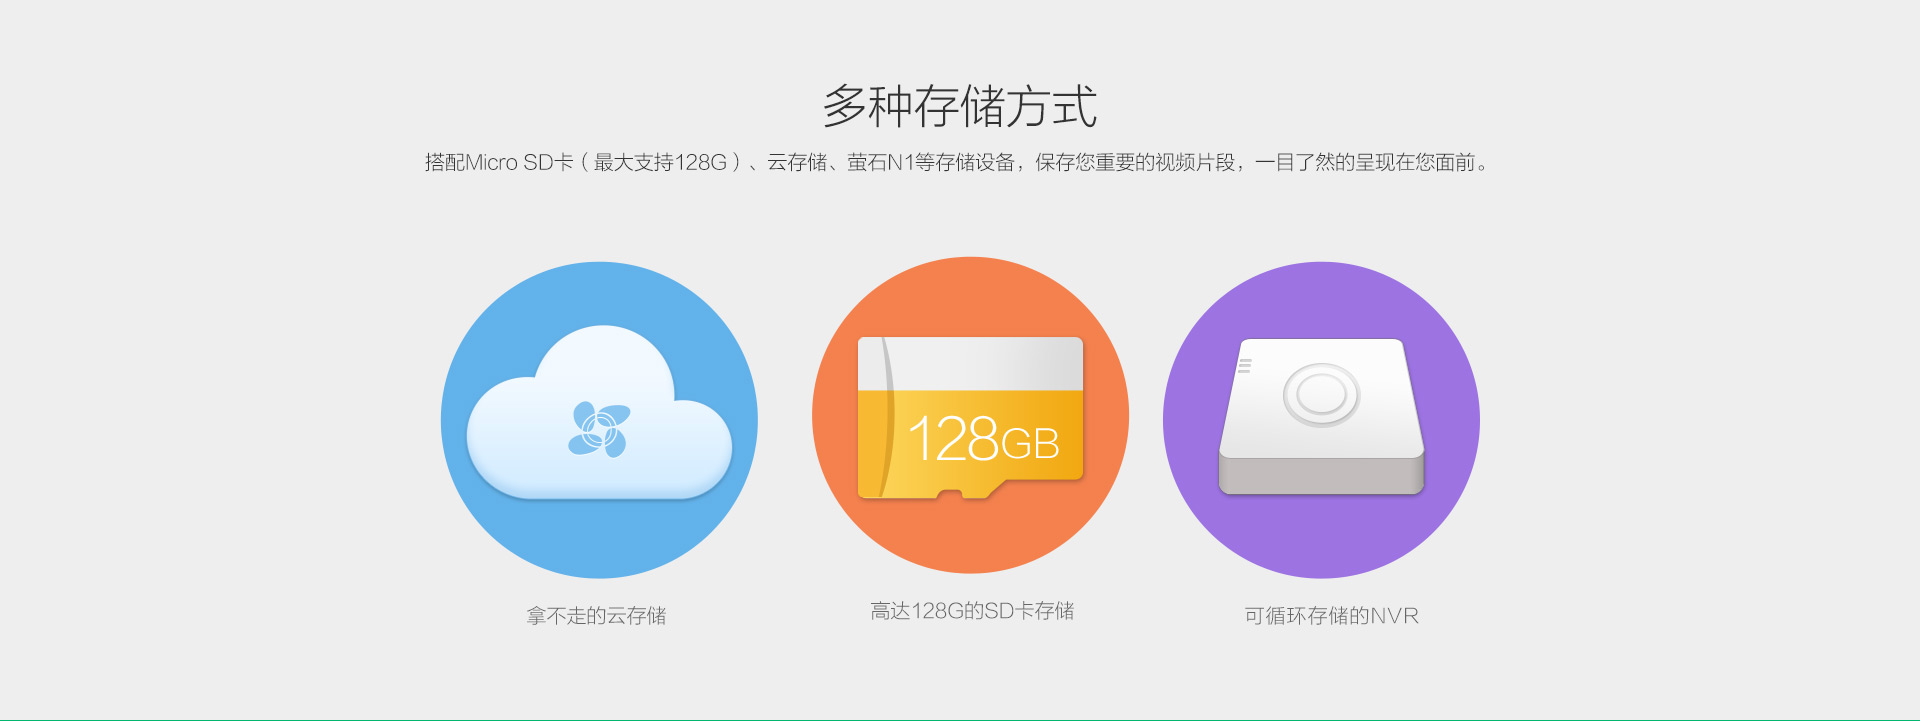 多种存储方式
搭配Micro SD卡（最大支持128G）、云存储、萤石N1等存储设备，保存您重要的视频片段，一目了然的呈现在您面前。
128GB
拿不走的云存储
高达128G的SD卡存储
可循环存储的NVR